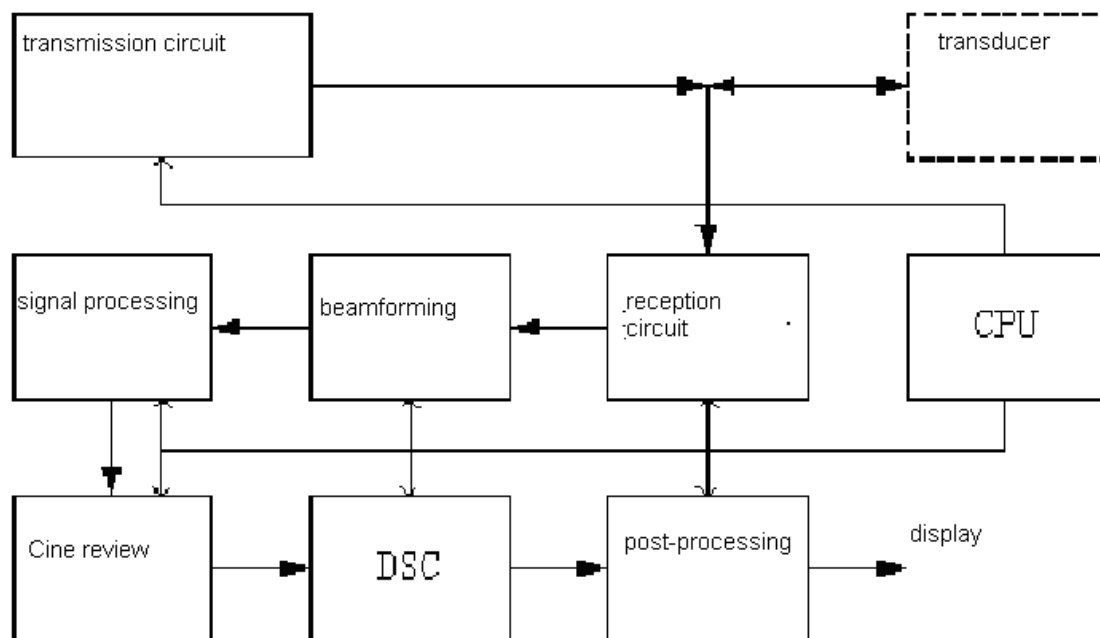 transmission circuit
transducer
signal processing
beamforming
reception
circuit
CPU
Cine review
DSC
post-processing
display